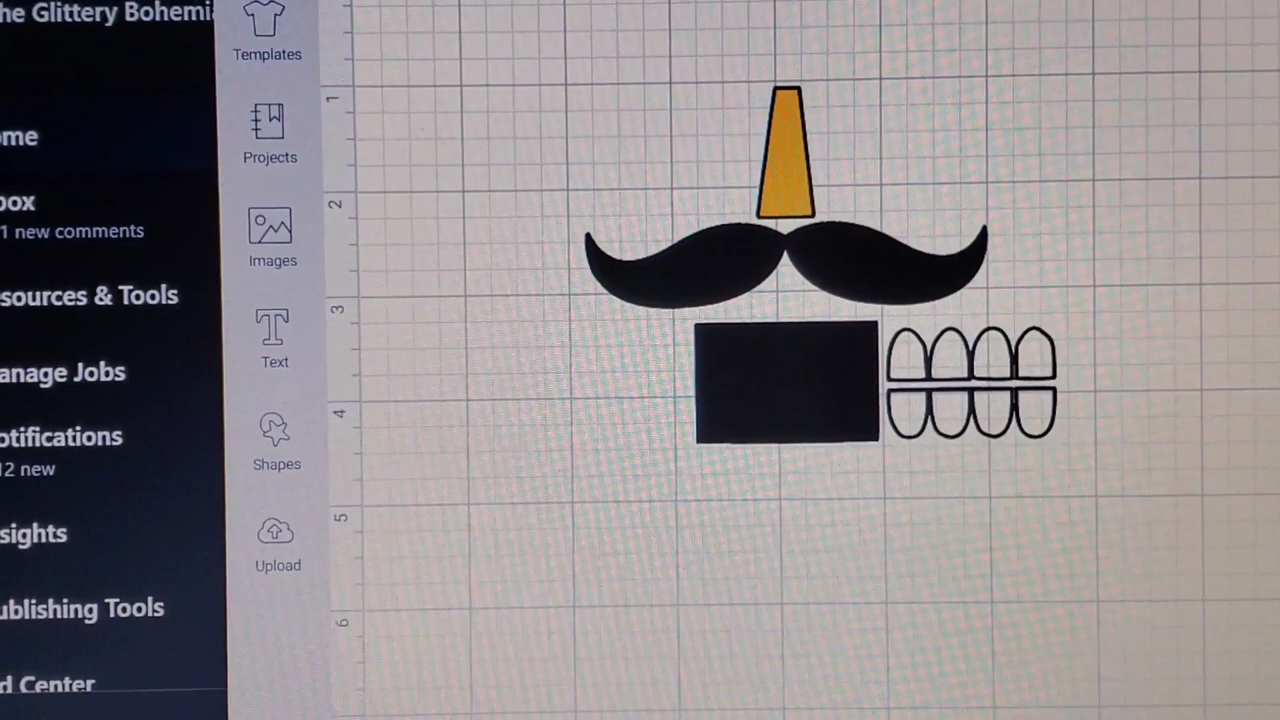 he Glittery Bohemi
ome
box
1 new comments
sources & Tools
anage Jobs
otifications
12 new
sights
ublishing Tools
d Center
Templates
Projects
Images
Text
Shapes
Upload
1
2
3
4
5
6